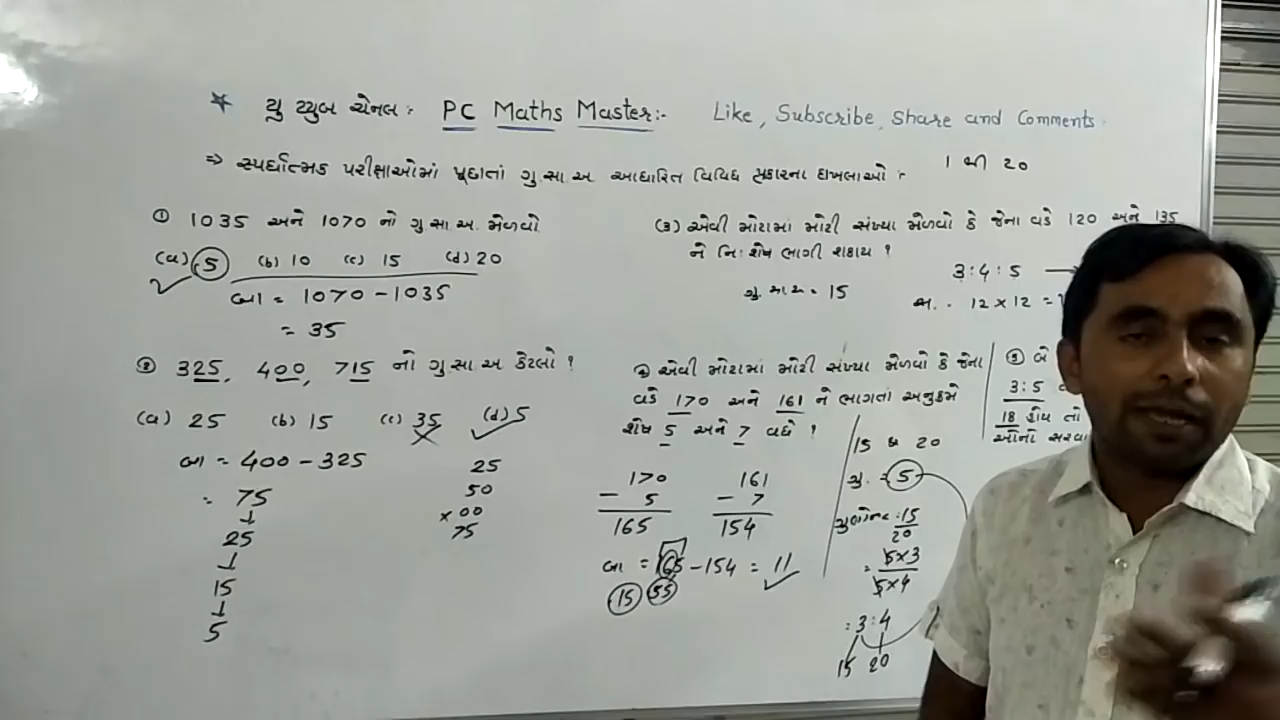 * યુ ટ્યુબ ચેનલ :- PC Maths Master:- Like, Subscribe, Share and Comments.
⇒ સ્પર્ધાત્મક પરીક્ષાઓમાં પૂછાતાં ગુ.સા.અ આધારિત વિવિધ પ્રકારના દાખલાઓ :- 1 થી 20
① 1035 અને 1070 નો ગુ.સા.અ. મેળવો
(a) 5 (b) 10 (c) 15 (d) 20
બા = 1070 - 1035
= 35
② 325, 400, 715 નો ગુ.સા.અ કેટલો ?
(a) 25 (b) 15 (c) 35 (d) 5
બા = 400 - 325
= 75
25
15
5
25
50
× 00
75
(3) એવી મોટામાં મોટી સંખ્યા મેળવો કે જેના વડે 120 અને 135
ને નિઃશેષ ભાગી શકાય ?
ગુ.સા.અ. = 15
3:4:5
અ. 12 × 12 =
એવી મોટામાં મોટી સંખ્યા મેળવો કે જેના
વડે 170 અને 161 ને ભાગતાં અનુક્રમે
શેષ 5 અને 7 વધે ?
170 161
- 5 - 7
165 154
બા = 165 - 154 = 11
15 55
15 & 20
ગુ. = 5
ગુણોત્તર = 15/20
= 5×3/5×4
= 3:4
15 20
⑤ બે
3:5
18 હોય તો
ઓનો સરવા